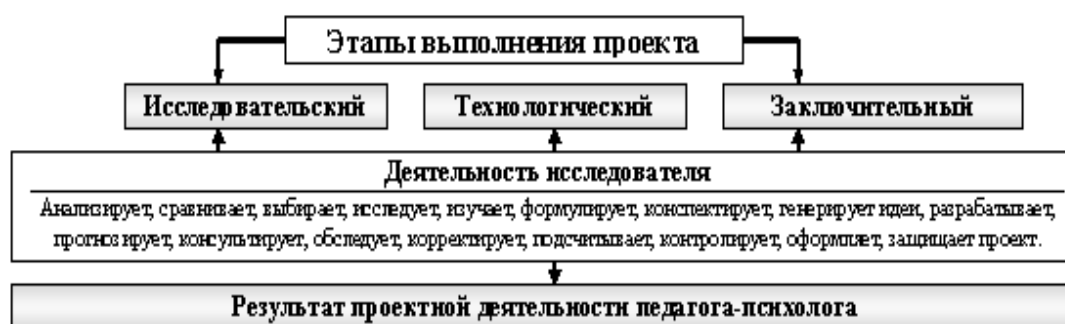 Этапы выполнения проекта
Исследовательский
Технологический
Заключительный
Деятельность исследователя
Анализирует, сравнивает, выбирает, исследует, изучает, формулирует, конспектирует, генерирует идеи, разрабатывает,
прогнозирует, консультирует, обследует, корректирует, подсчитывает, контролирует, оформляет, защищает проект.
Результат проектной деятельности педагога-психолога